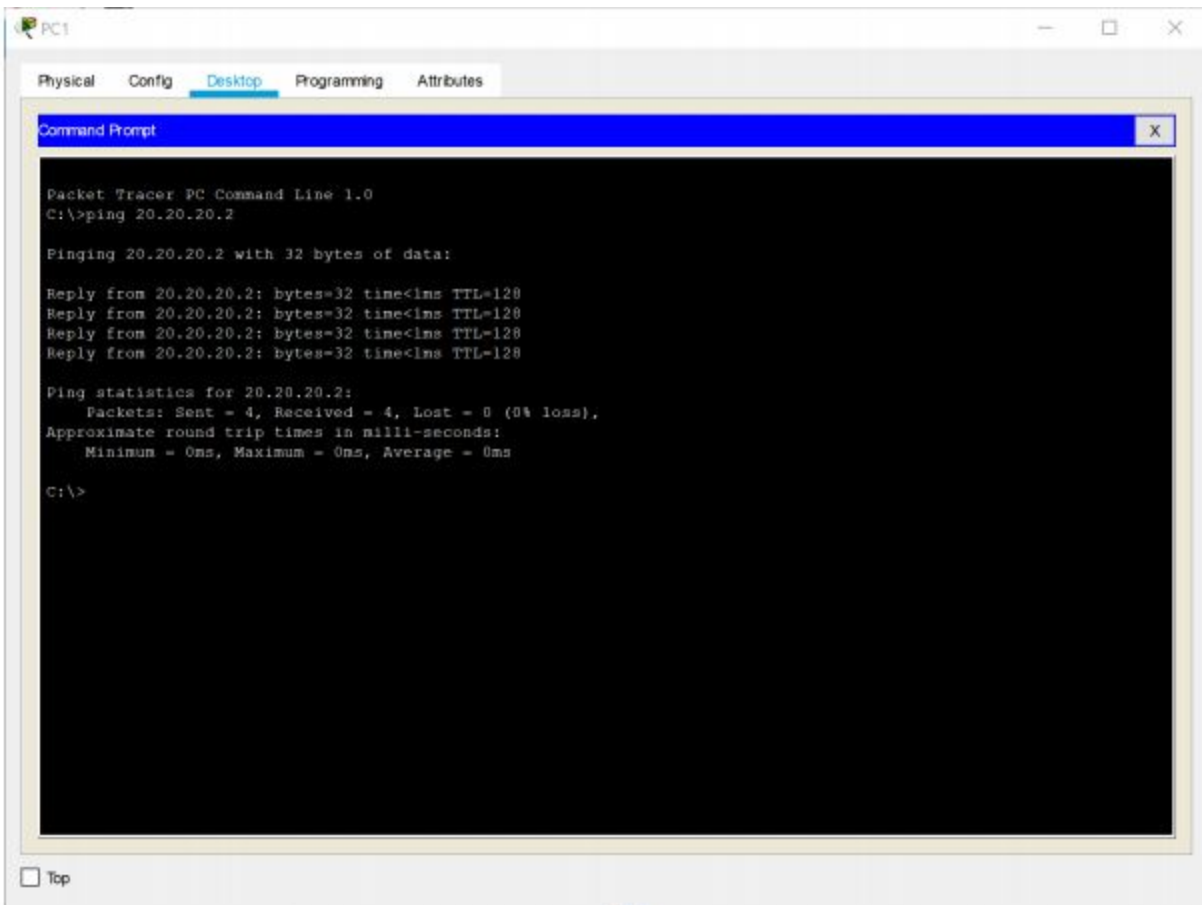 PC1
Physical Config Desktop Programming Attributes
Command Prompt X
Packet Tracer PC Command Line 1.0
C:\>ping 20.20.20.2
Pinging 20.20.20.2 with 32 bytes of data:
Reply from 20.20.20.2: bytes=32 time<1ms TTL=128
Reply from 20.20.20.2: bytes=32 time<1ms TTL=128
Reply from 20.20.20.2: bytes=32 time<1ms TTL=128
Reply from 20.20.20.2: bytes=32 time<1ms TTL=128
Ping statistics for 20.20.20.2:
Packets: Sent = 4, Received = 4, Lost = 0 (0% loss),
Approximate round trip times in milli-seconds:
Minimum = 0ms, Maximum = 0ms, Average = 0ms
C:\>
Top